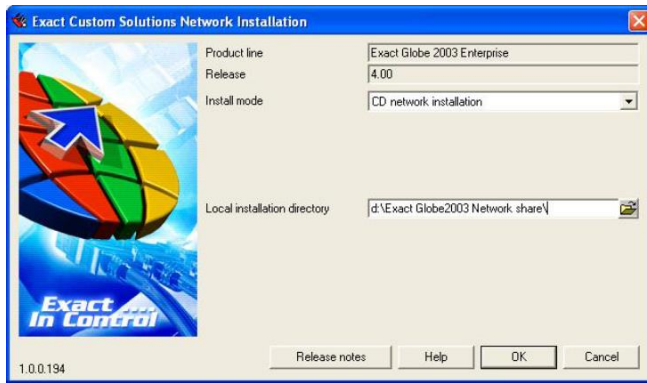 Exact Custom Solutions Network Installation
Product line Exact Globe 2003 Enterprise
Release 4.00
Install mode CD network installation
Local installation directory d:\Exact Globe2003 Network share\
Exact ....
In Control
1.0.0.194
Release notes Help OK Cancel